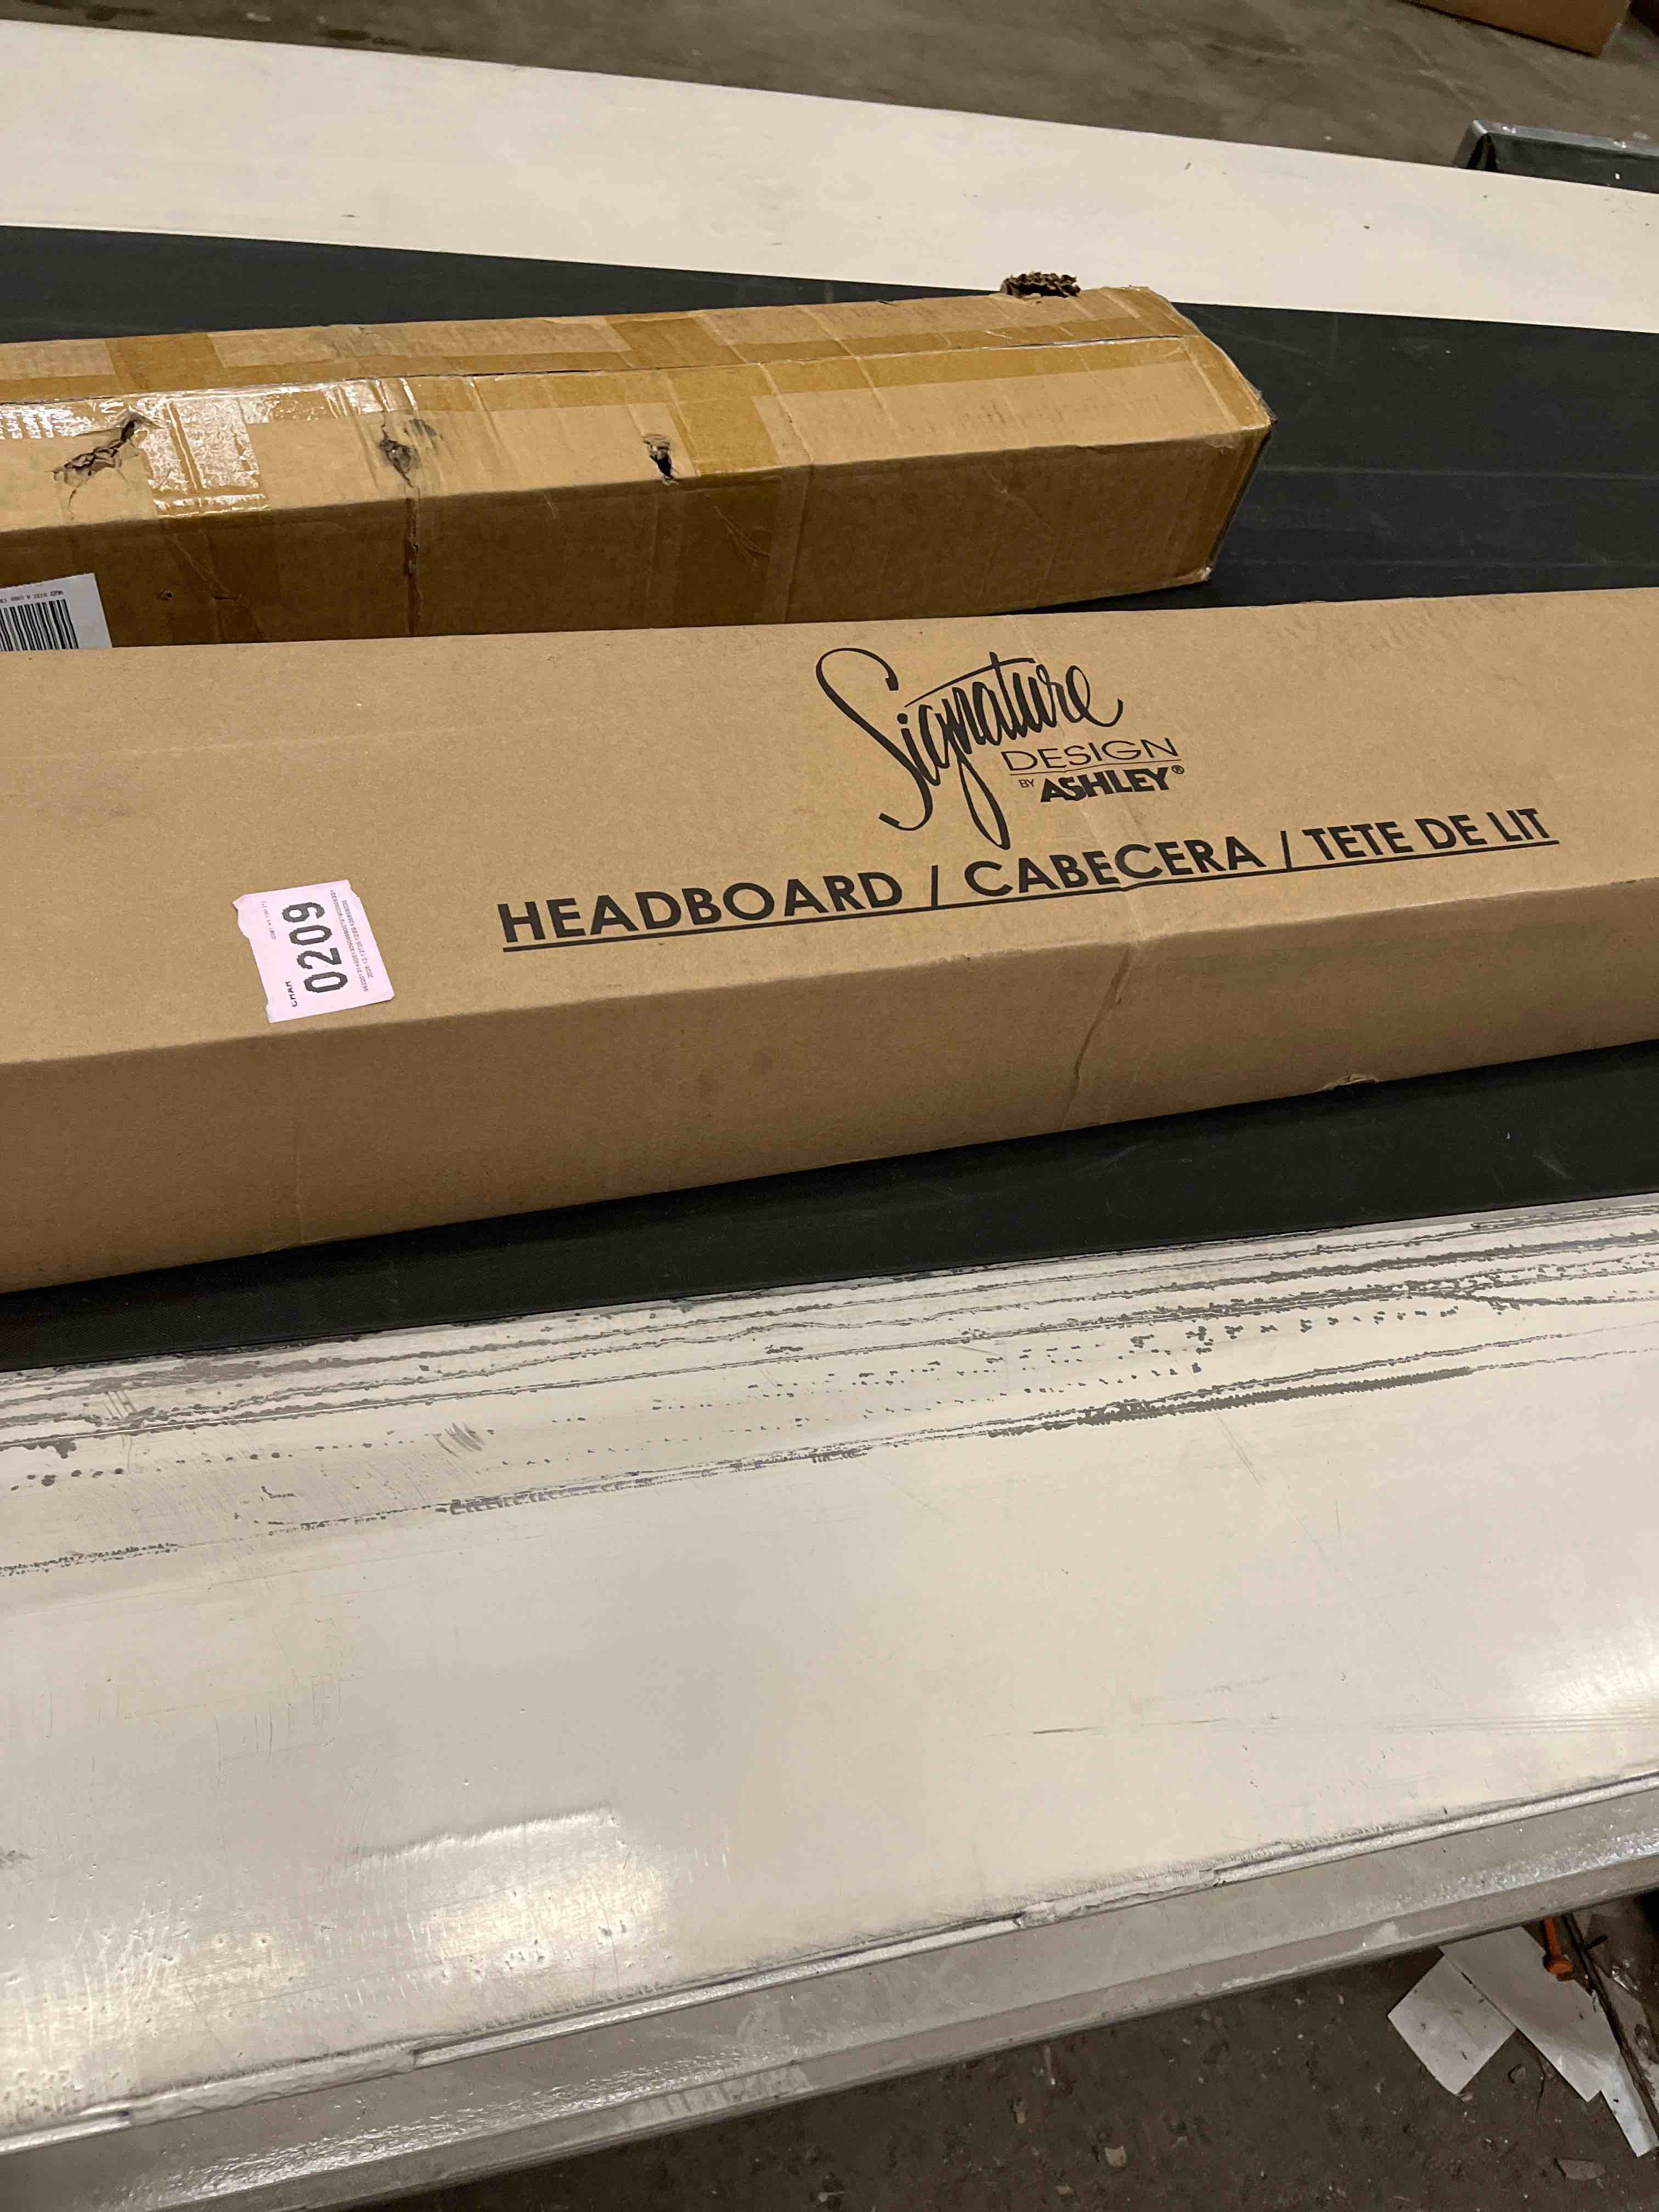 Signature
DESIGN
BY ASHLEY®
HEADBOARD / CABECERA / TETE DE LIT
0209